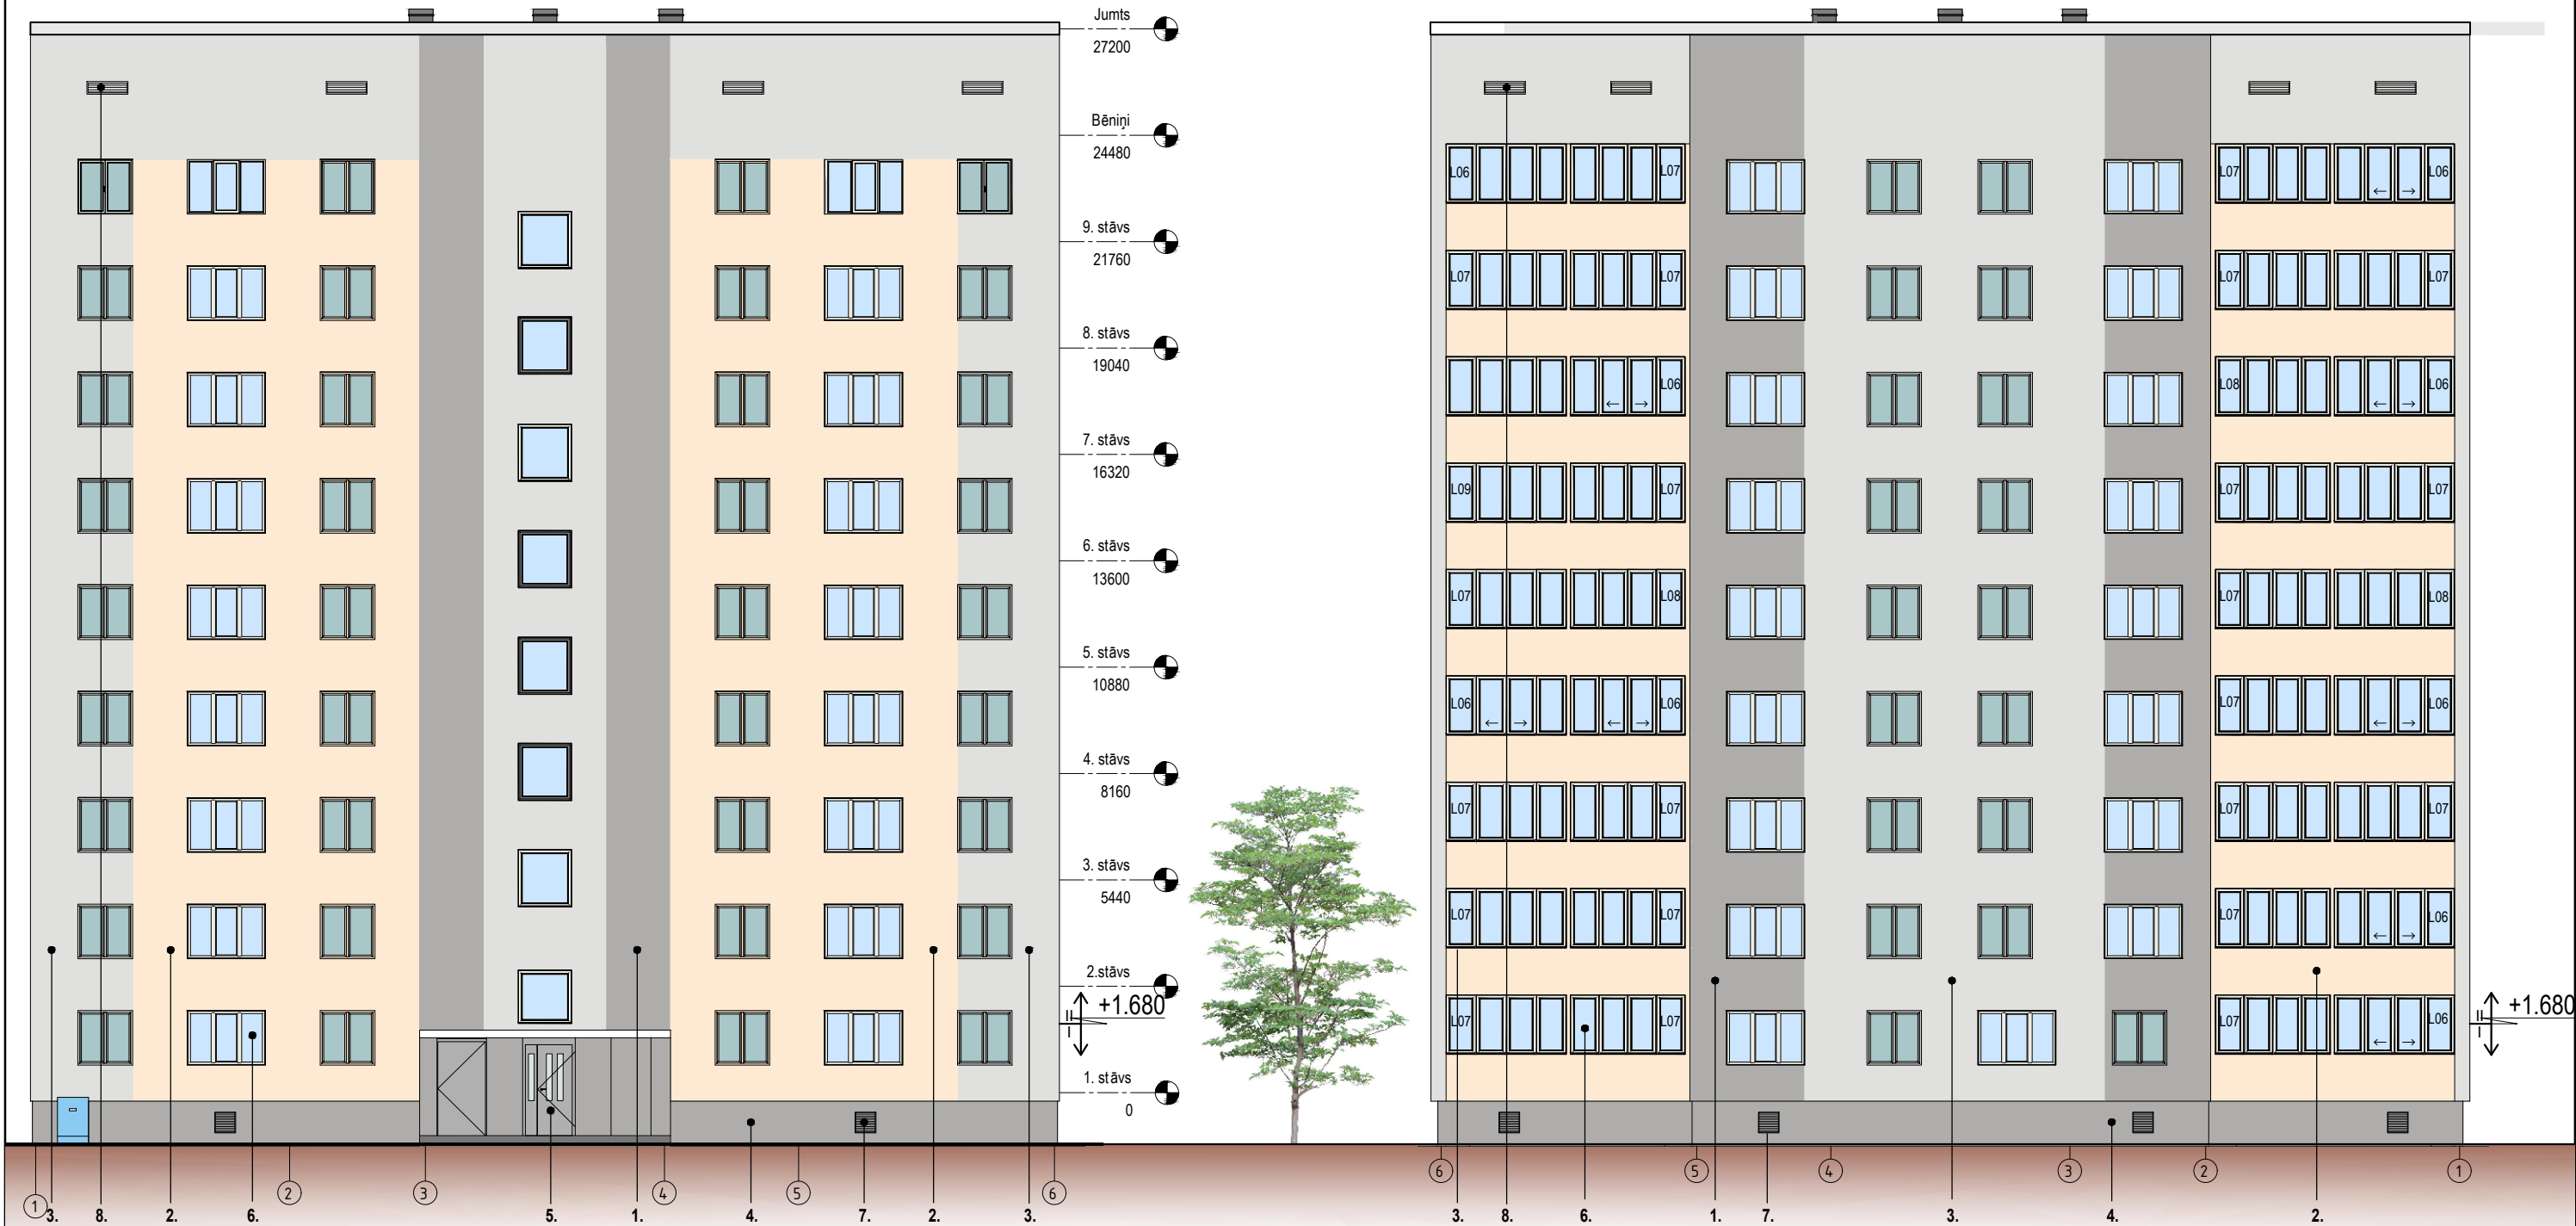 Jumts
27200
Bēniņi
24480
9. stāvs
21760
8. stāvs
19040
7. stāvs
16320
6. stāvs
13600
5. stāvs
10880
4. stāvs
8160
3. stāvs
5440
2.stāvs
+1.680
II
I
1. stāvs
0
L06 L07 L07 L06
L07 L07 L07 L07
L06 L08 L06
L09 L07 L07 L07
L07 L08 L07 L08
L06 L06 L07 L06
L07 L07 L07 L07
L07 L07 L07 L06
L07 L07 L07 L06
+1.680
II
I
1 2 3 4 5 6
3. 8. 2. 6. 5. 1. 4. 7. 2. 3.
6 5 4 3 2 1
3. 8. 6. 1. 7. 3. 4. 2.